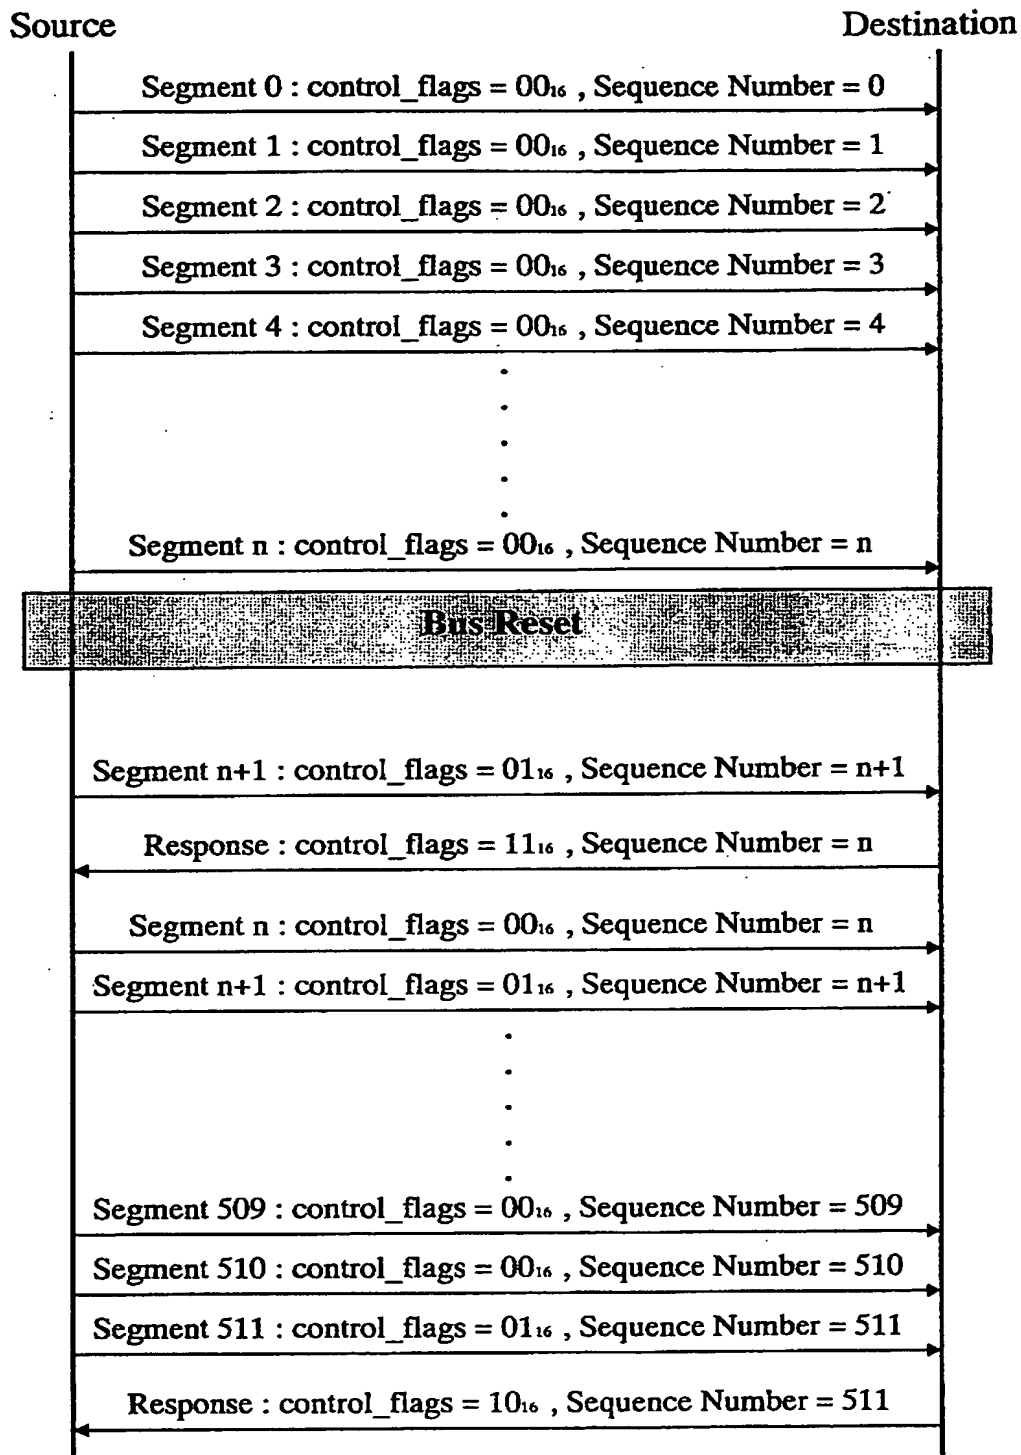 Source
Destination
Segment 0 : control_flags = 00₁₆ , Sequence Number = 0
Segment 1 : control_flags = 00₁₆ , Sequence Number = 1
Segment 2 : control_flags = 00₁₆ , Sequence Number = 2
Segment 3 : control_flags = 00₁₆ , Sequence Number = 3
Segment 4 : control_flags = 00₁₆ , Sequence Number = 4
Segment n : control_flags = 00₁₆ , Sequence Number = n
Bus Reset
Segment n+1 : control_flags = 01₁₆ , Sequence Number = n+1
Response : control_flags = 11₁₆ , Sequence Number = n
Segment n : control_flags = 00₁₆ , Sequence Number = n
Segment n+1 : control_flags = 01₁₆ , Sequence Number = n+1
Segment 509 : control_flags = 00₁₆ , Sequence Number = 509
Segment 510 : control_flags = 00₁₆ , Sequence Number = 510
Segment 511 : control_flags = 01₁₆ , Sequence Number = 511
Response : control_flags = 10₁₆ , Sequence Number = 511